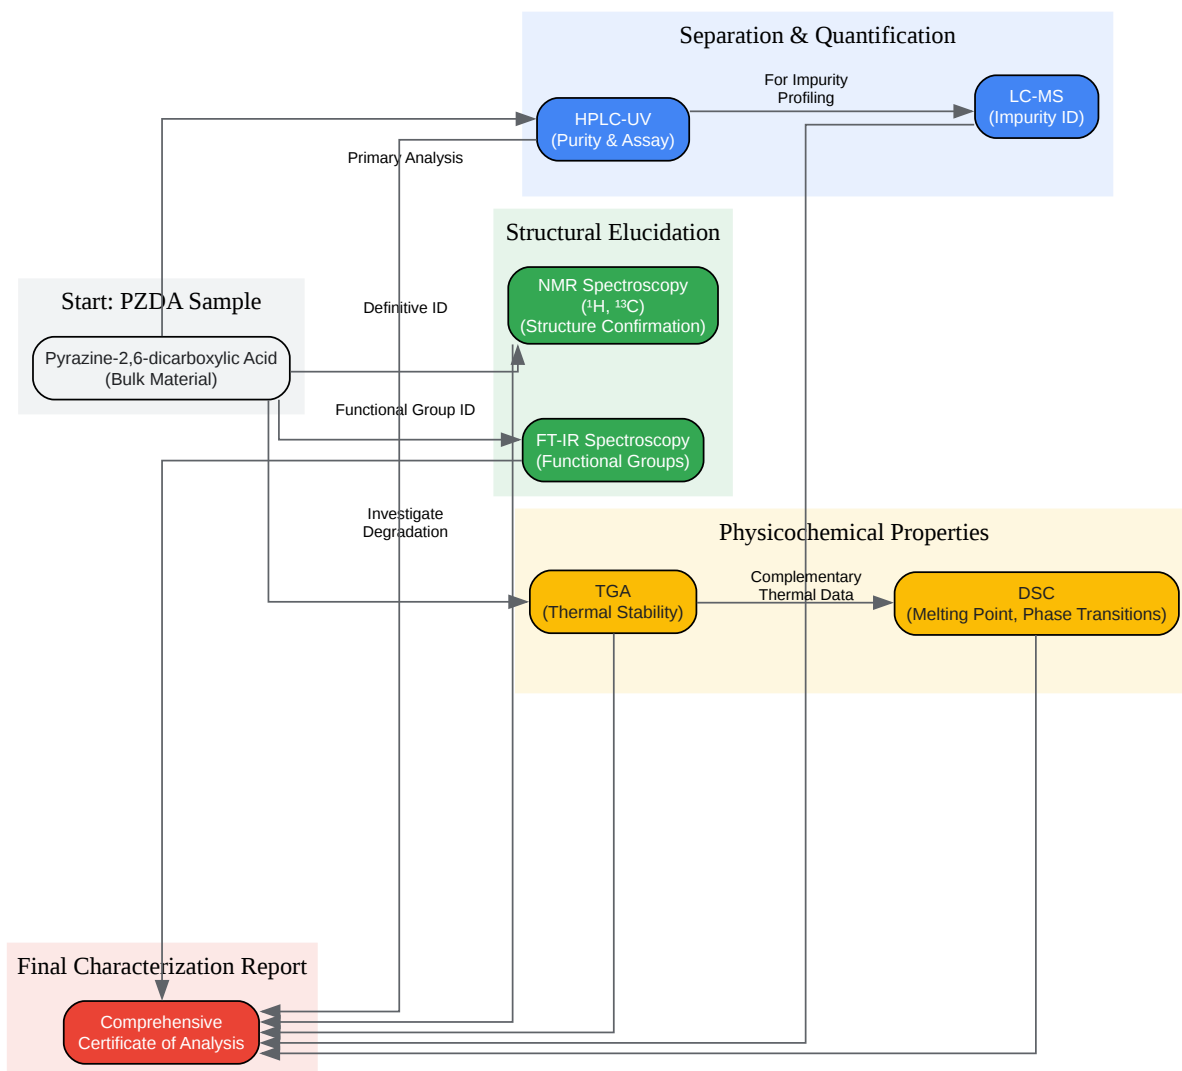 Separation & Quantification
For Impurity
Profiling
LC-MS
(Impurity ID)
HPLC-UV
(Purity & Assay)
Primary Analysis
Structural Elucidation
NMR Spectroscopy
(¹H, ¹³C)
(Structure Confirmation)
Definitive ID
Start: PZDA Sample
Pyrazine-2,6-dicarboxylic Acid
(Bulk Material)
Functional Group ID
FT-IR Spectroscopy
(Functional Groups)
Investigate
Degradation
Physicochemical Properties
TGA
(Thermal Stability)
Complementary
Thermal Data
DSC
(Melting Point, Phase Transitions)
Final Characterization Report
Comprehensive
Certificate of Analysis